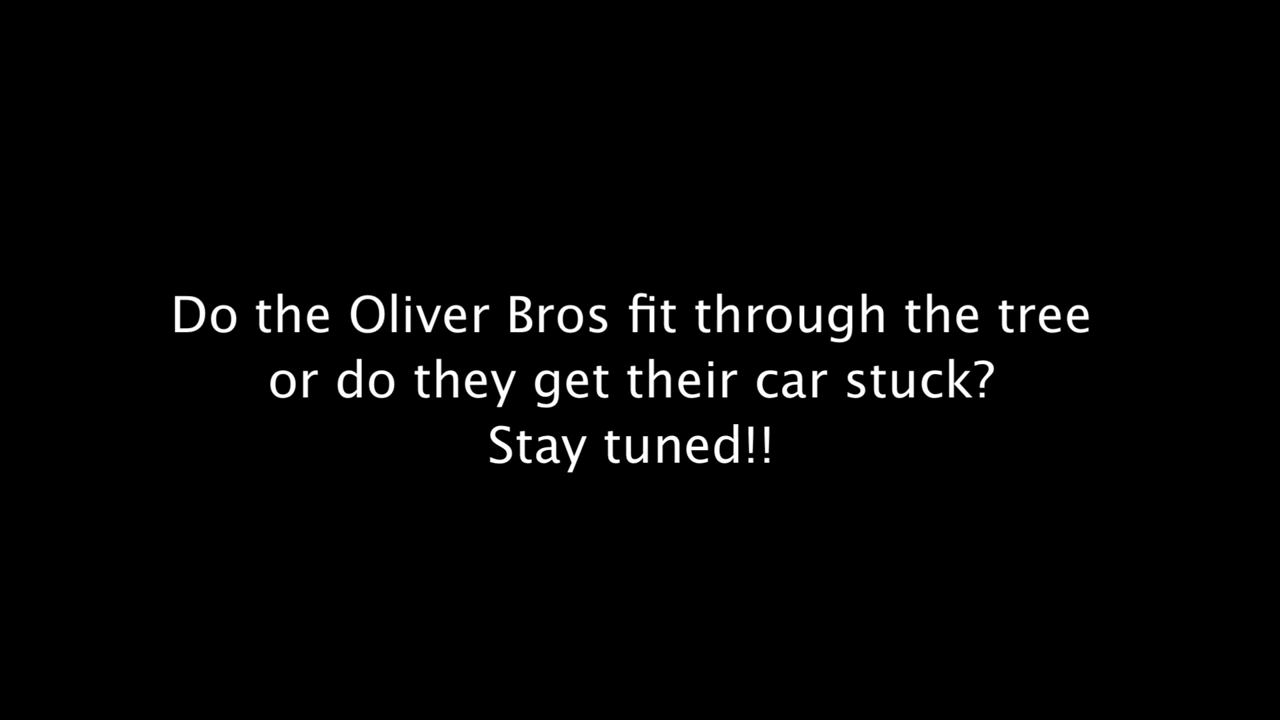 Do the Oliver Bros fit through the tree
or do they get their car stuck?
Stay tuned!!